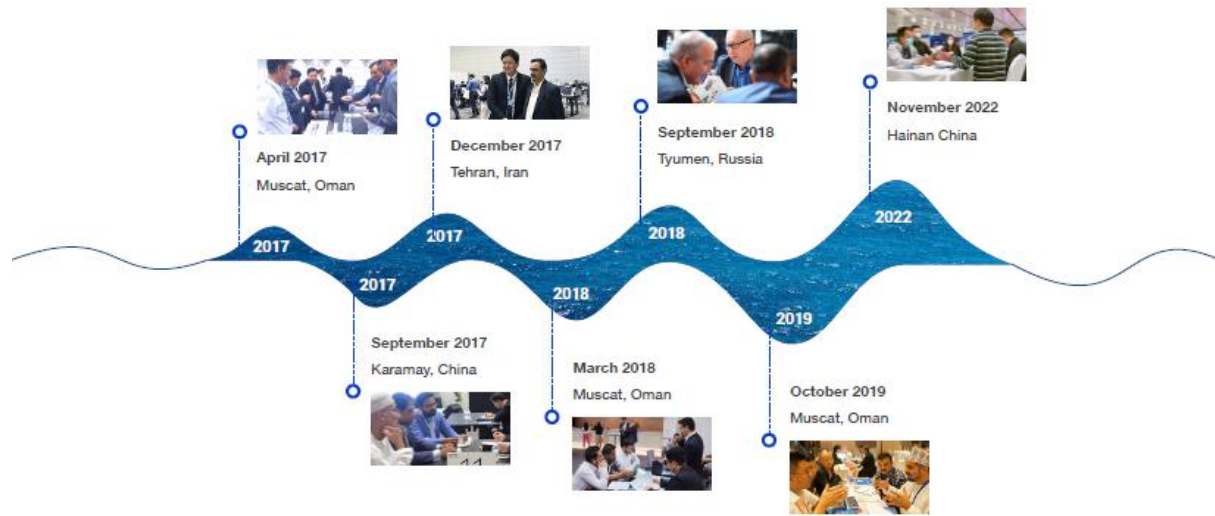 April 2017
Muscat, Oman
2017
September 2017
Karamay, China
2017
December 2017
Tehran, Iran
2017
March 2018
Muscat, Oman
2018
September 2018
Tyumen, Russia
2018
October 2019
Muscat, Oman
2019
November 2022
Hainan China
2022
11